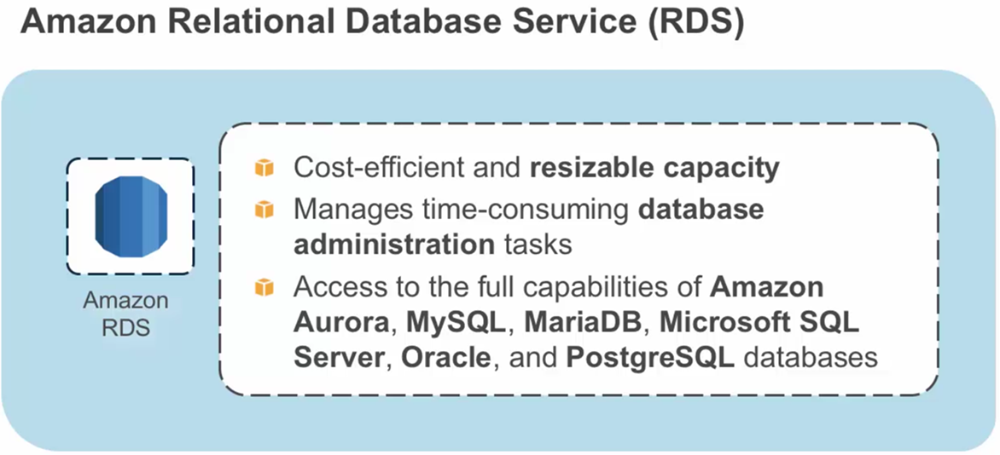 Amazon Relational Database Service (RDS)
Amazon
RDS
Cost-efficient and resizable capacity
Manages time-consuming database
administration tasks
Access to the full capabilities of Amazon
Aurora, MySQL, MariaDB, Microsoft SQL
Server, Oracle, and PostgreSQL databases